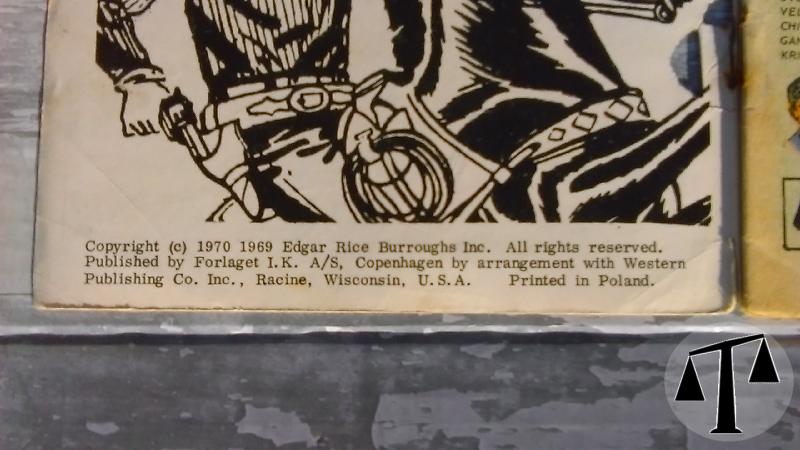 Copyright (c) 1970 1969 Edgar Rice Burroughs Inc. All rights reserved.
Published by Forlaget I.K. A/S, Copenhagen by arrangement with Western
Publishing Co. Inc., Racine, Wisconsin, U.S.A. Printed in Poland.